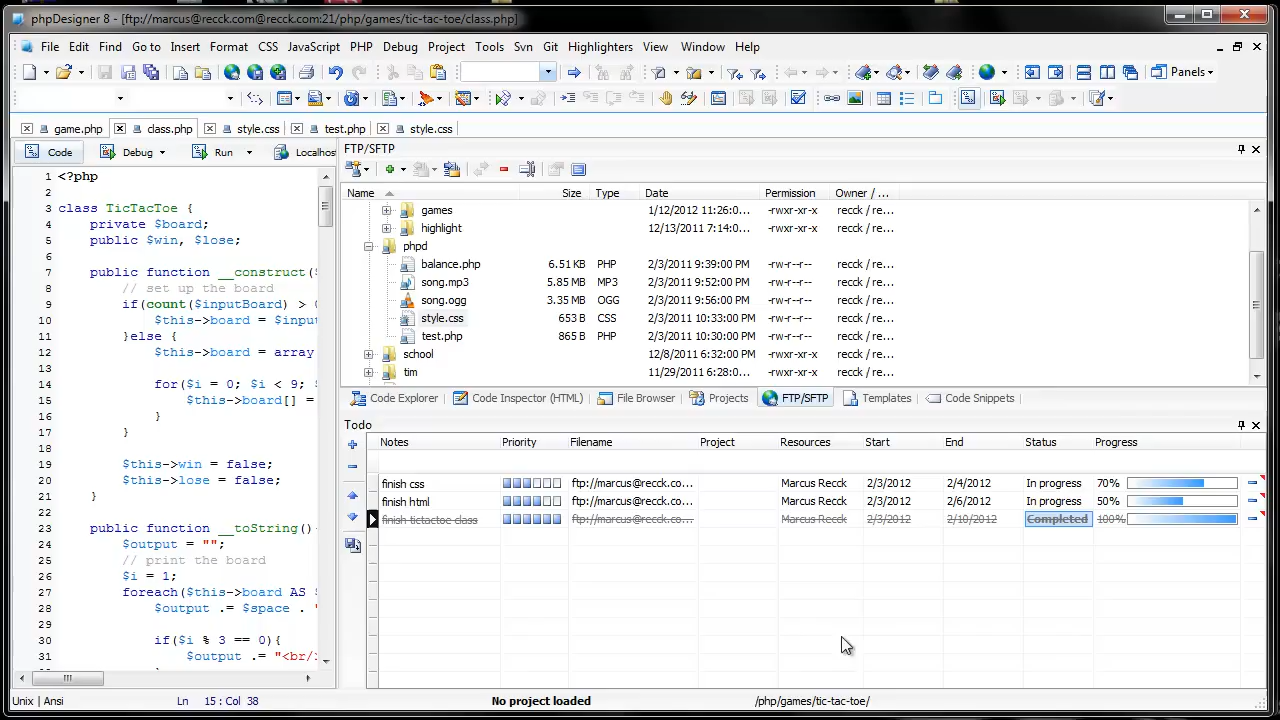 phpDesigner 8 - [ftp://marcus@recck.com@recck.com:21/php/games/tic-tac-toe/class.php]
File Edit Find Go to Insert Format CSS JavaScript PHP Debug Project Tools Svn Git Highlighters View Window Help
Panels
game.php class.php style.css test.php style.css
Code Debug Run Localhos
1 <?php
2
3 class TicTacToe {
4 private $board;
5 public $win, $lose;
6
7 public function __construct(
8 // set up the board
9 if(count($inputBoard) >
10 $this->board = $input
11 }else {
12 $this->board = array
13
14 for($i = 0; $i < 9;
15 $this->board[] =
16 }
17 }
18
19 $this->win = false;
20 $this->lose = false;
21 }
22
23 public function __toString()
24 $output = "";
25 // print the board
26 $i = 1;
27 foreach($this->board AS
28 $output .= $space . "
29
30 if($i % 3 == 0){
31 $output .= "<br/
FTP/SFTP
Name Size Type Date Permission Owner / ...
games 1/12/2012 11:26:0... -rwxr-xr-x recck / re...
highlight 12/13/2011 7:14:0... -rwxr-xr-x recck / re...
phpd
balance.php 6.51 KB PHP 2/3/2011 9:39:00 PM -rw-r--r-- recck / re...
song.mp3 5.85 MB MP3 2/3/2011 9:52:00 PM -rw-r--r-- recck / re...
song.ogg 3.35 MB OGG 2/3/2011 9:56:00 PM -rw-r--r-- recck / re...
style.css 653 B CSS 2/3/2011 10:33:00 PM -rw-r--r-- recck / re...
test.php 865 B PHP 2/3/2011 10:30:00 PM -rw-r--r-- recck / re...
school 12/8/2011 6:32:00 PM -rwxr-xr-x recck / re...
tim 11/29/2011 6:28:0... -rwxr-xr-x recck / re...
Code Explorer Code Inspector (HTML) File Browser Projects FTP/SFTP Templates Code Snippets
Todo
Notes Priority Filename Project Resources Start End Status Progress
finish css ftp://marcus@recck.co... Marcus Recck 2/3/2012 2/4/2012 In progress 70%
finish html ftp://marcus@recck.co... Marcus Recck 2/3/2012 2/6/2012 In progress 50%
finish tictactoe class ftp://marcus@recck.co... Marcus Recck 2/3/2012 2/10/2012 Completed 100%
Unix | Ansi Ln 15 : Col 38 No project loaded /php/games/tic-tac-toe/